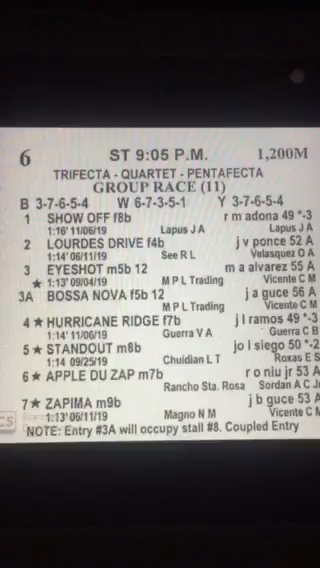 6 ST 9:05 P.M. 1,200M
TRIFECTA - QUARTET - PENTAFECTA
GROUP RACE (11)
B 3-7-6-5-4 W 6-7-3-5-1 Y 3-7-6-5-4
1 SHOW OFF f8b r m adona 49 *-3
1:16' 11/06/19 Lapus J A Lapus J A
2 LOURDES DRIVE f4b j v ponce 52 A
1:14' 06/11/19 See R L Velasquez O A
3 EYESHOT m5b 12 m a alvarez 55 A
★ 1:13' 09/04/19 M P L Trading Vicente C M
3A BOSSA NOVA f5b 12 j a guce 56 A
M P L Trading Vicente C M
4 ★ HURRICANE RIDGE f7b j l ramos 49 *-3
1:14' 11/06/19 Guerra V A Guerra C B
5 ★ STANDOUT m8b jo l siego 50 *-2
1:14 09/25/19 Chuidian L T Roxas E S
6 ★ APPLE DU ZAP m7b r o niu jr 53 A
Rancho Sta. Rosa Sordan A C J
7 ★ ZAPIMA m9b j b guce 53 A
1:13' 06/11/19 Magno N M Vicente C M
NOTE: Entry #3A will occupy stall #8. Coupled Entry